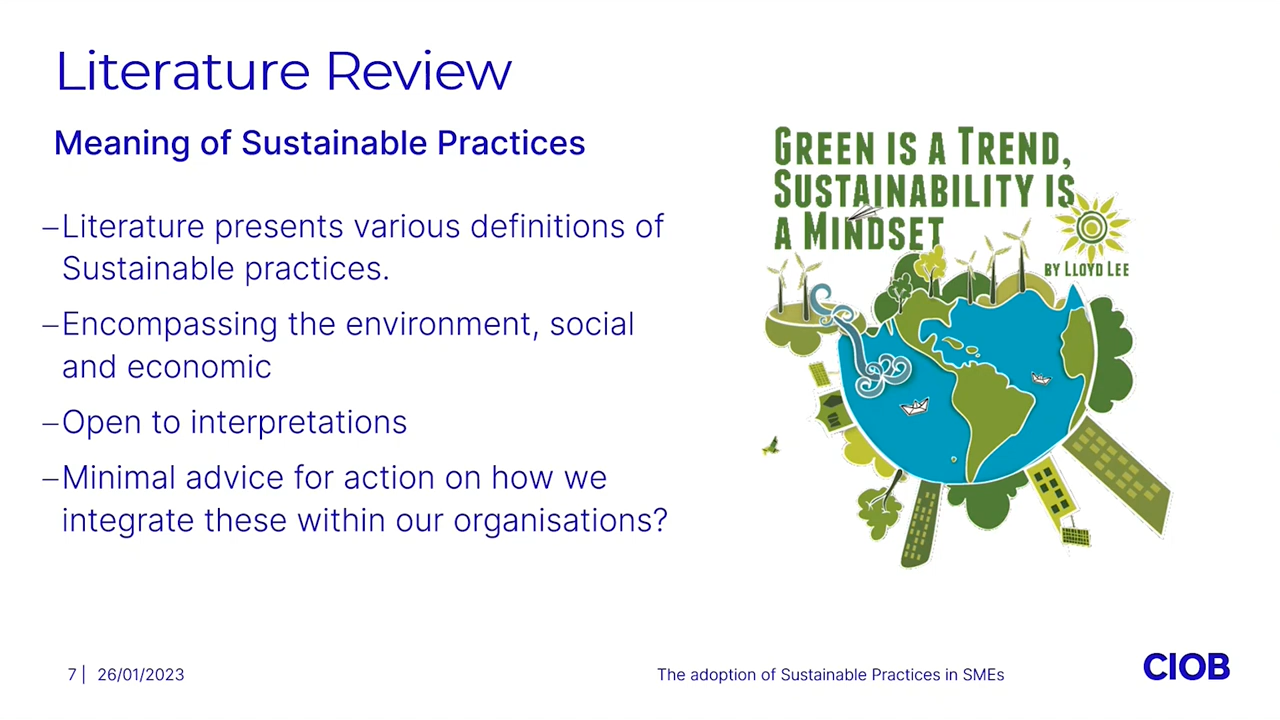 Literature Review
Meaning of Sustainable Practices
–Literature presents various definitions of
Sustainable practices.
–Encompassing the environment, social
and economic
–Open to interpretations
–Minimal advice for action on how we
integrate these within our organisations?
GREEN IS A TREND,
SUSTAINABILITY IS
A MINDSET
BY LLOYD LEE
7 | 26/01/2023
The adoption of Sustainable Practices in SMEs
CIOB